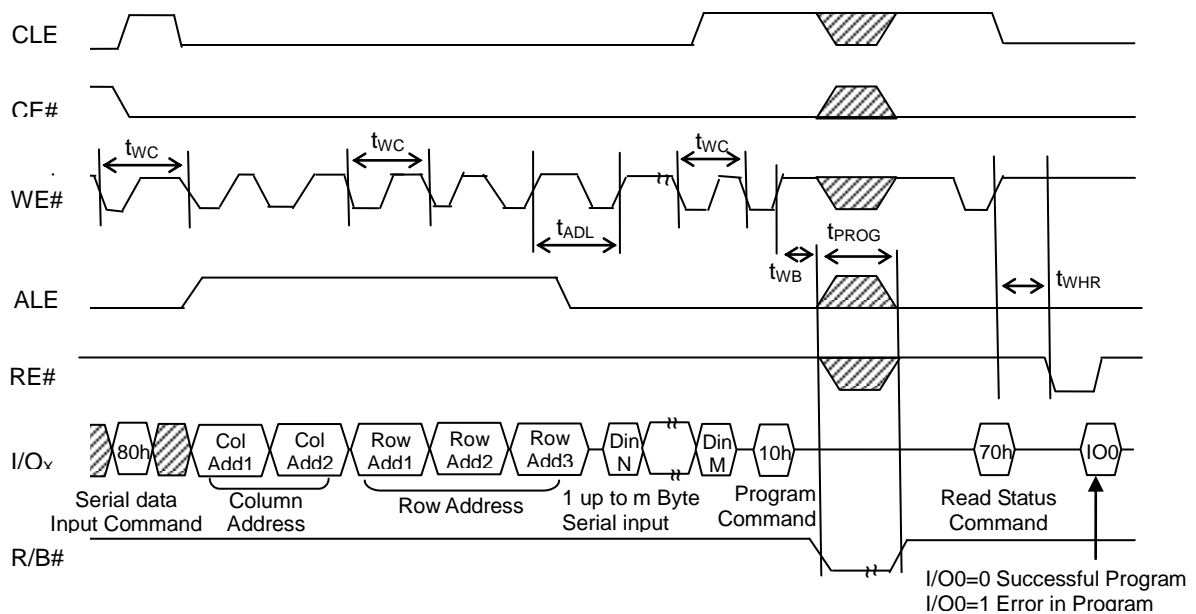 CLE
CE#
tWC
tWC
tWC
WE#
tADL
tPROG
tWB
tWHR
ALE
RE#
I/Ox
80h
Col Add1
Col Add2
Row Add1
Row Add2
Row Add3
Din N
Din M
10h
70h
IO0
Serial data
Input Command
Column
Address
Row Address
1 up to m Byte
Serial input
Program
Command
Read Status
Command
R/B#
I/O0=0 Successful Program
I/O0=1 Error in Program